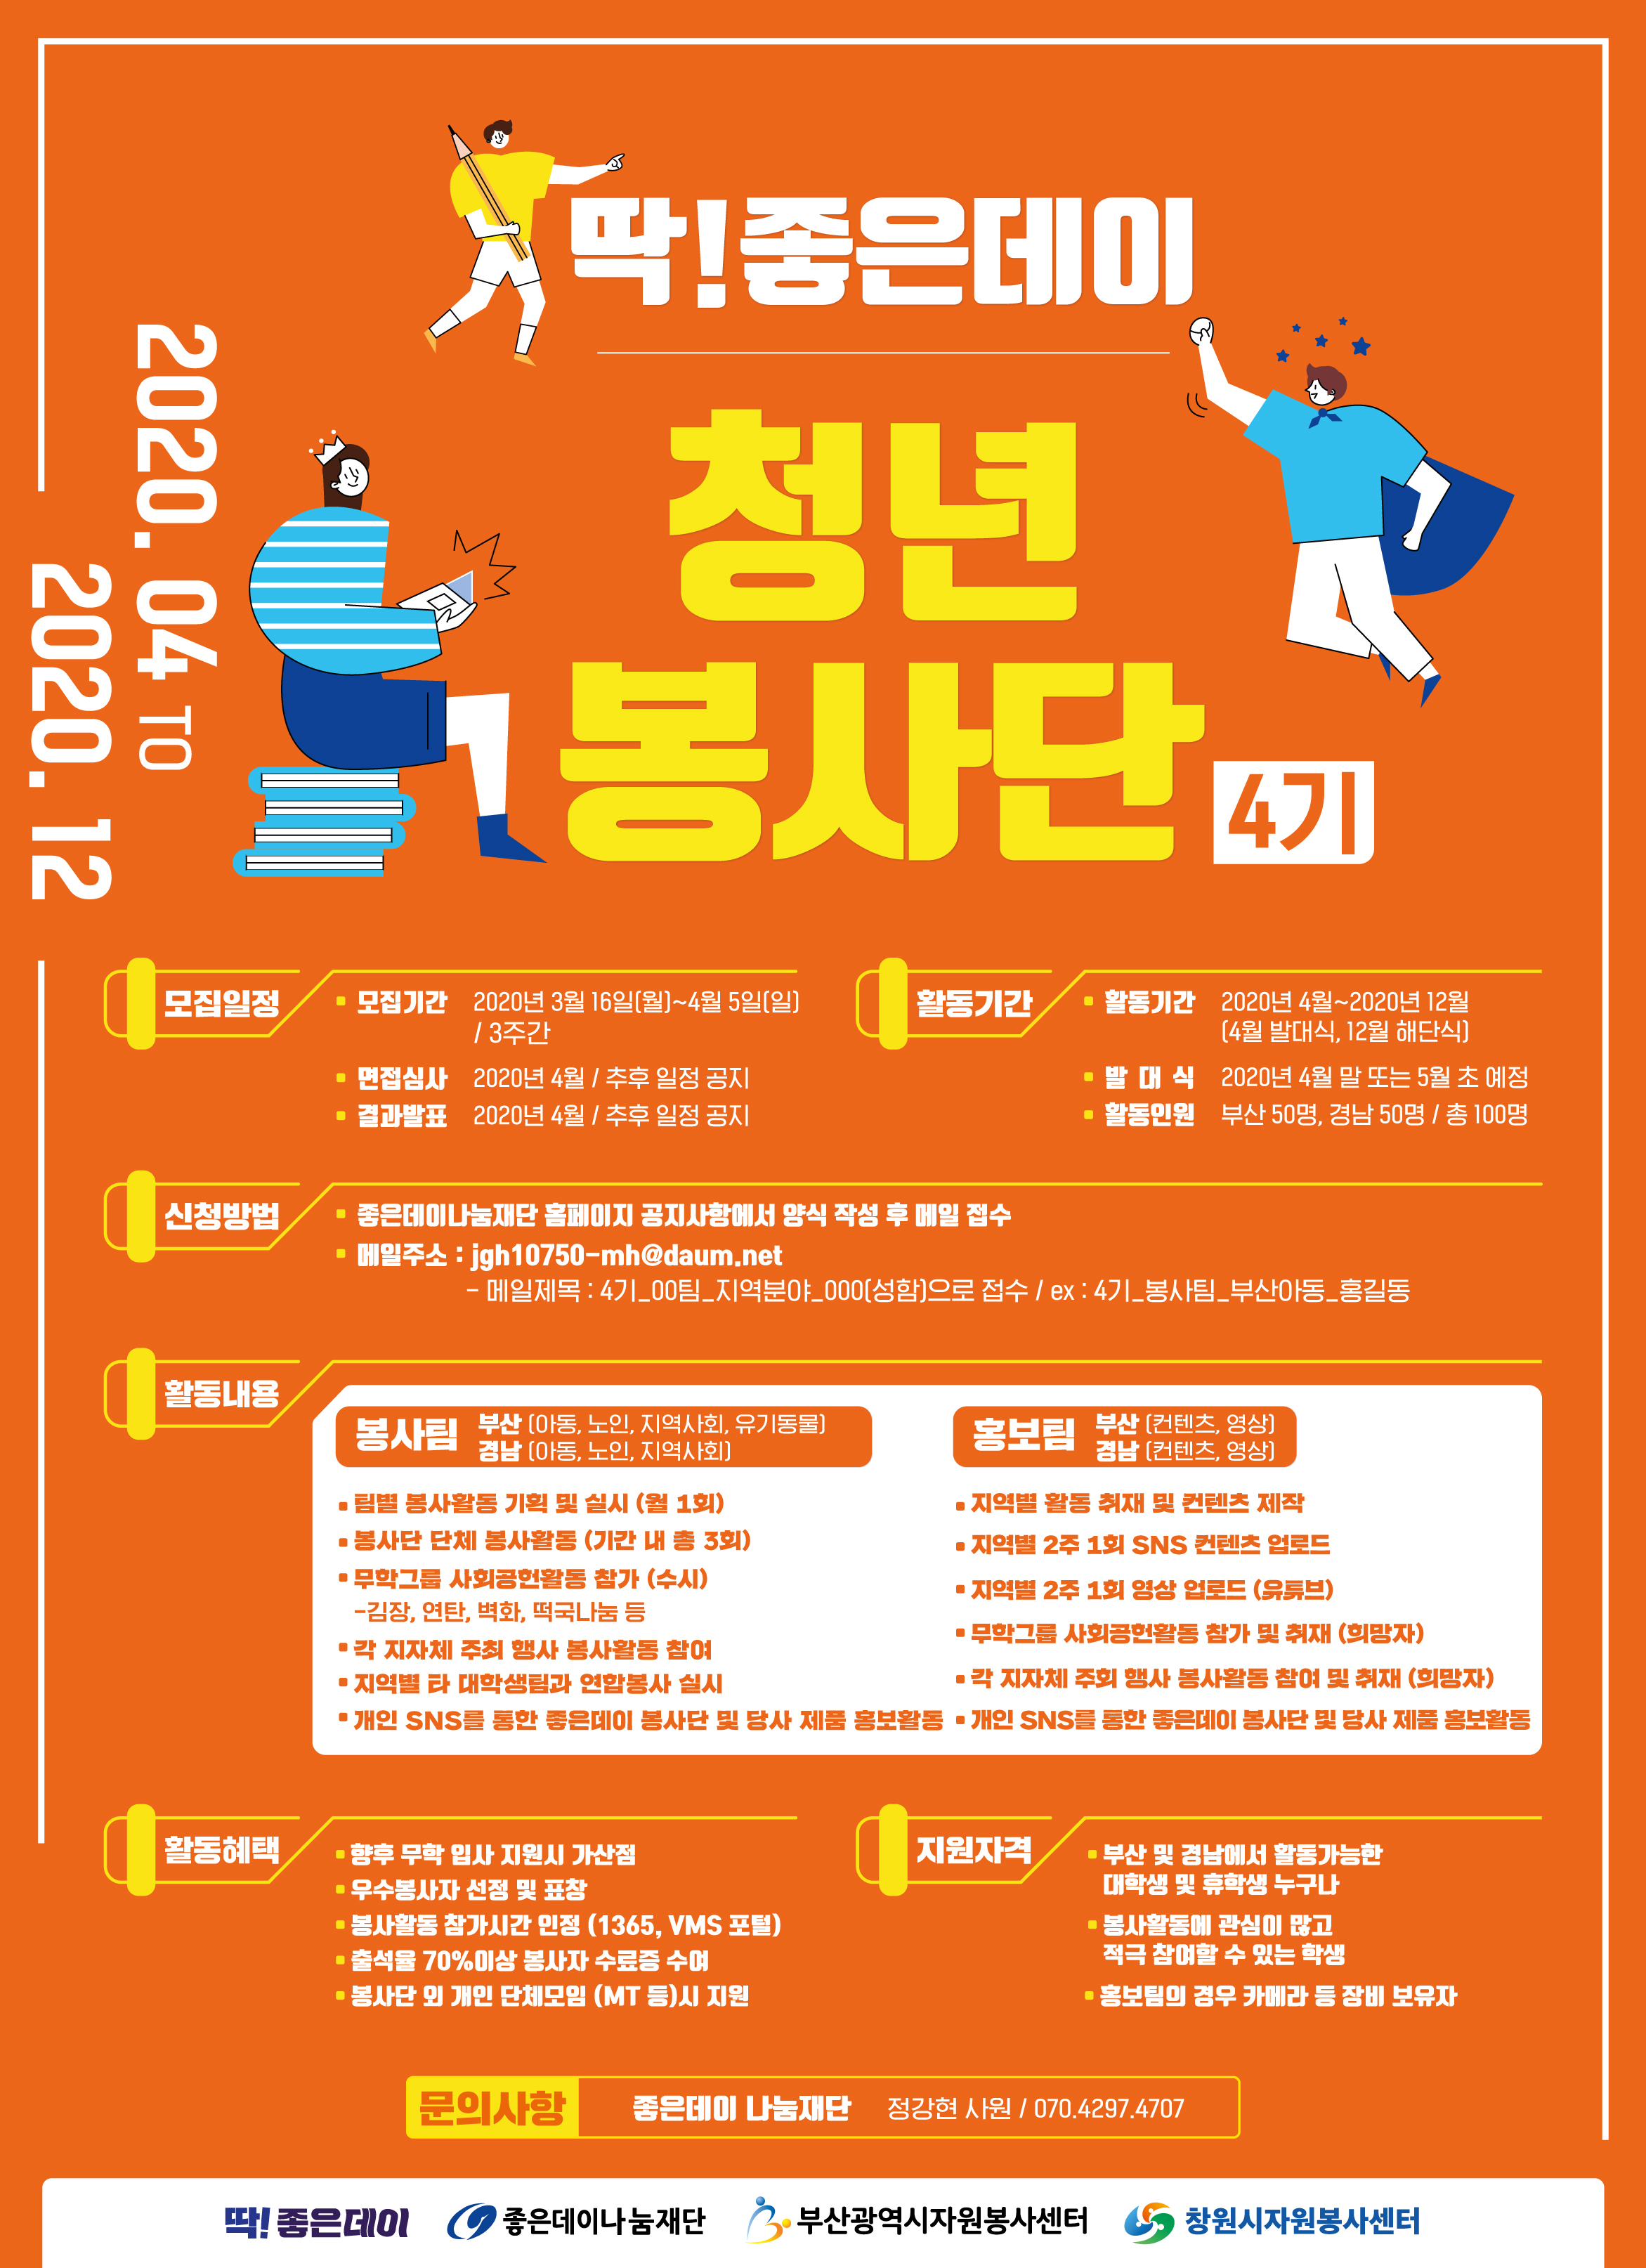 딱!좋은데이
청년
봉사단
4기
2020. 04 TO
2020. 12
모집일정
모집기간 2020년 3월 16일(월)~4월 5일(일)
/ 3주간
면접심사 2020년 4월 / 추후 일정 공지
결과발표 2020년 4월 / 추후 일정 공지
활동기간
활동기간 2020년 4월~2020년 12월
(4월 발대식, 12월 해단식)
발 대 식 2020년 4월 말 또는 5월 초 예정
활동인원 부산 50명, 경남 50명 / 총 100명
신청방법
좋은데이나눔재단 홈페이지 공지사항에서 양식 작성 후 메일 접수
메일주소 : jgh10750-mh@daum.net
- 메일제목 : 4기_00팀_지역분야_000(성함)으로 접수 / ex : 4기_봉사팀_부산아동_홍길동
활동내용
봉사팀
부산 (아동, 노인, 지역사회, 유기동물)
경남 (아동, 노인, 지역사회)
팀별 봉사활동 기획 및 실시 (월 1회)
봉사단 단체 봉사활동 (기간 내 총 3회)
무학그룹 사회공헌활동 참가 (수시)
-김장, 연탄, 벽화, 떡국나눔 등
각 지자체 주최 행사 봉사활동 참여
지역별 타 대학생팀과 연합봉사 실시
개인 SNS를 통한 좋은데이 봉사단 및 당사 제품 홍보활동
홍보팀
부산 (컨텐츠, 영상)
경남 (컨텐츠, 영상)
지역별 활동 취재 및 컨텐츠 제작
지역별 2주 1회 SNS 컨텐츠 업로드
지역별 2주 1회 영상 업로드 (유튜브)
무학그룹 사회공헌활동 참가 및 취재 (희망자)
각 지자체 주회 행사 봉사활동 참여 및 취재 (희망자)
개인 SNS를 통한 좋은데이 봉사단 및 당사 제품 홍보활동
활동혜택
향후 무학 입사 지원시 가산점
우수봉사자 선정 및 표창
봉사활동 참가시간 인정 (1365, VMS 포털)
출석율 70%이상 봉사자 수료증 수여
봉사단 외 개인 단체모임 (MT 등)시 지원
지원자격
부산 및 경남에서 활동가능한
대학생 및 휴학생 누구나
봉사활동에 관심이 많고
적극 참여할 수 있는 학생
홍보팀의 경우 카메라 등 장비 보유자
문의사항 좋은데이 나눔재단 정강현 사원 / 070.4297.4707
딱! 좋은데이 좋은데이나눔재단 부산광역시자원봉사센터 창원시자원봉사센터